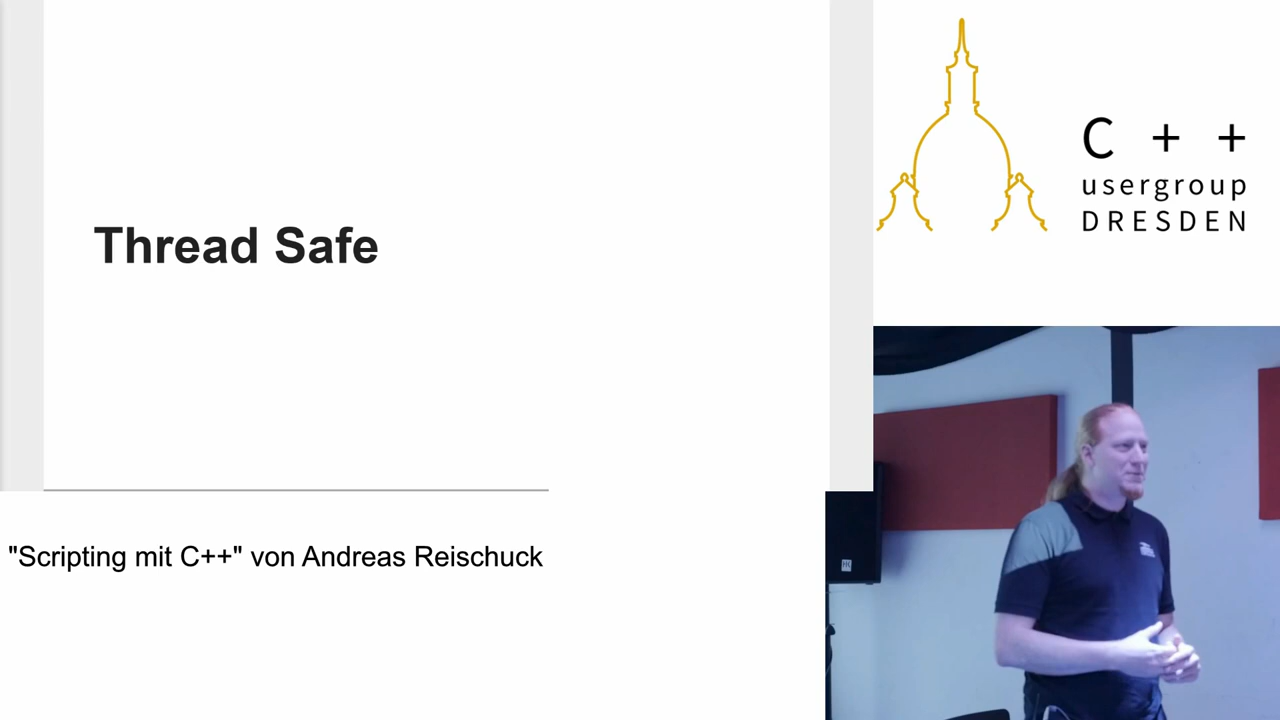 Thread Safe
C + +
usergroup
DRESDEN
"Scripting mit C++" von Andreas Reischuck